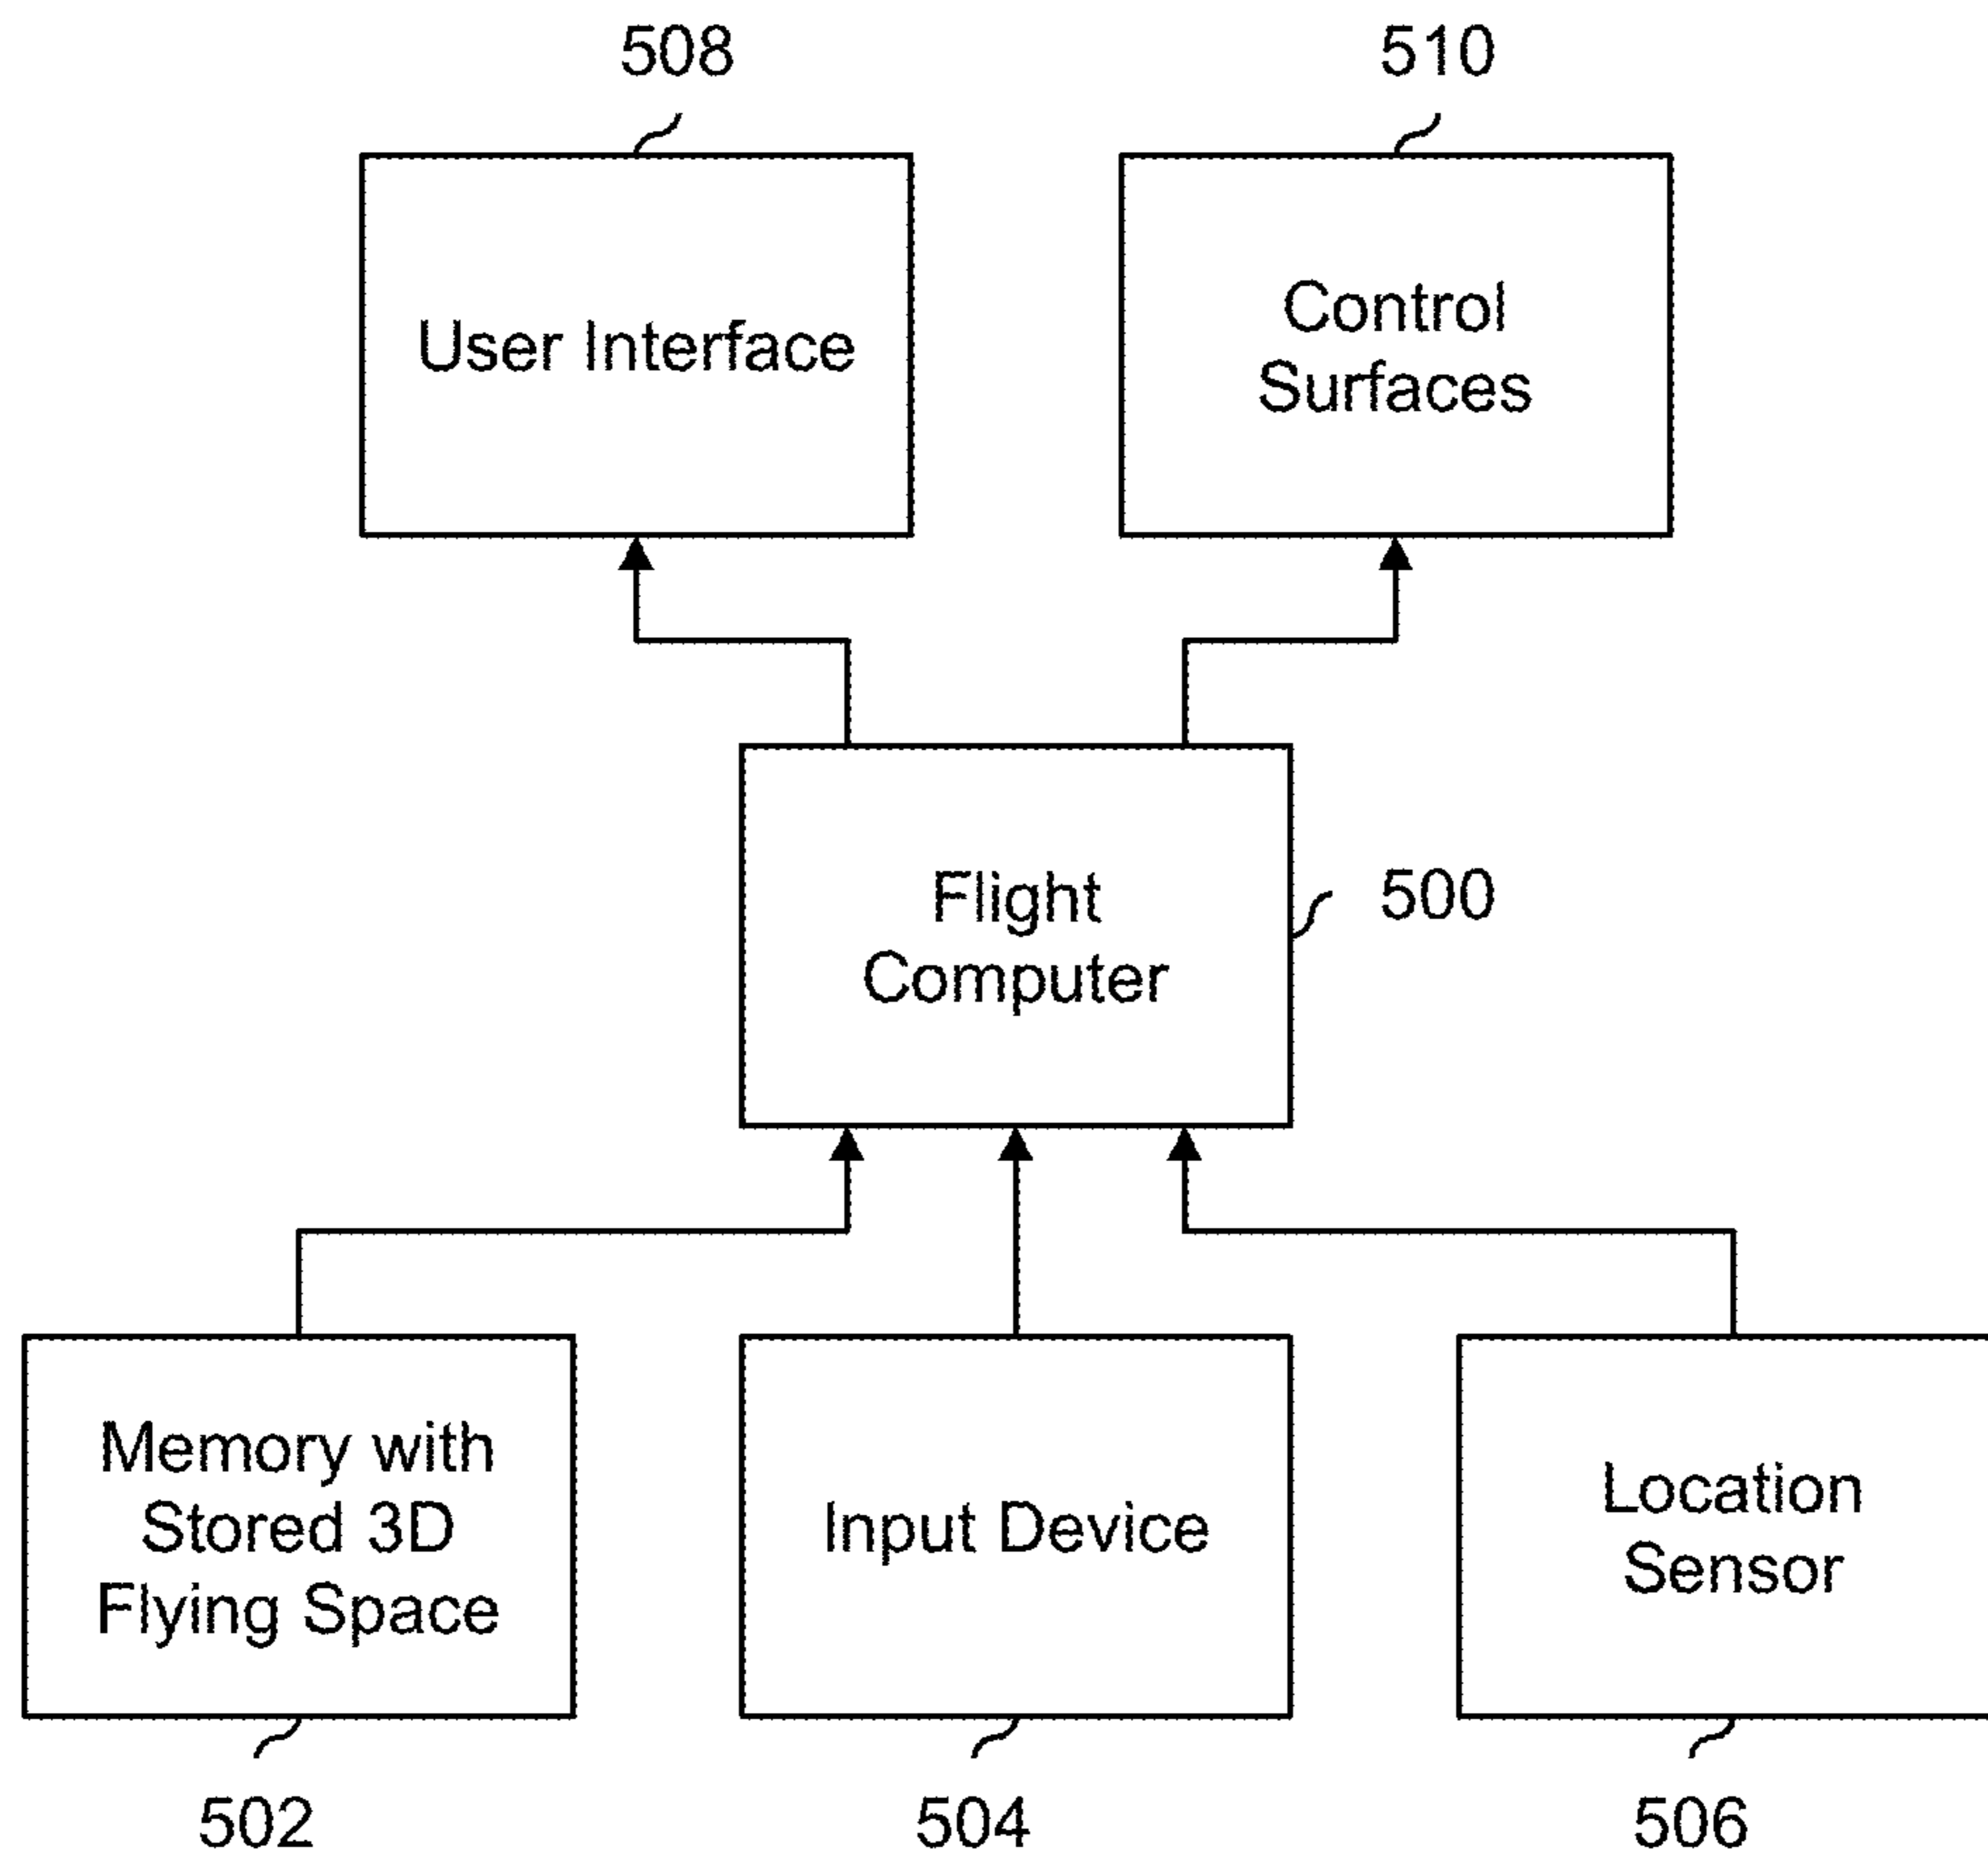 508
510
User Interface
Control
Surfaces
Flight
Computer
500
Memory with
Stored 3D
Flying Space
Input Device
Location
Sensor
502
504
506